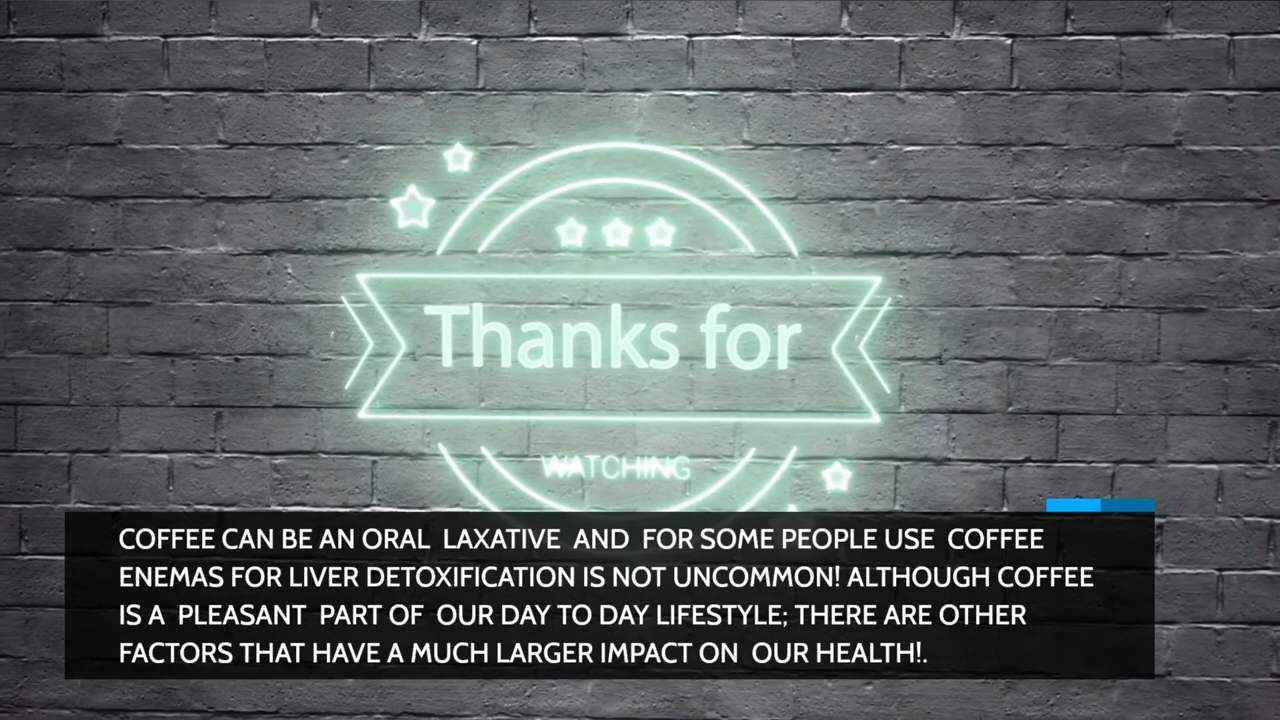 Thanks for
WATCHING
COFFEE CAN BE AN ORAL LAXATIVE AND FOR SOME PEOPLE USE COFFEE
ENEMAS FOR LIVER DETOXIFICATION IS NOT UNCOMMON! ALTHOUGH COFFEE
IS A PLEASANT PART OF OUR DAY TO DAY LIFESTYLE; THERE ARE OTHER
FACTORS THAT HAVE A MUCH LARGER IMPACT ON OUR HEALTH!.